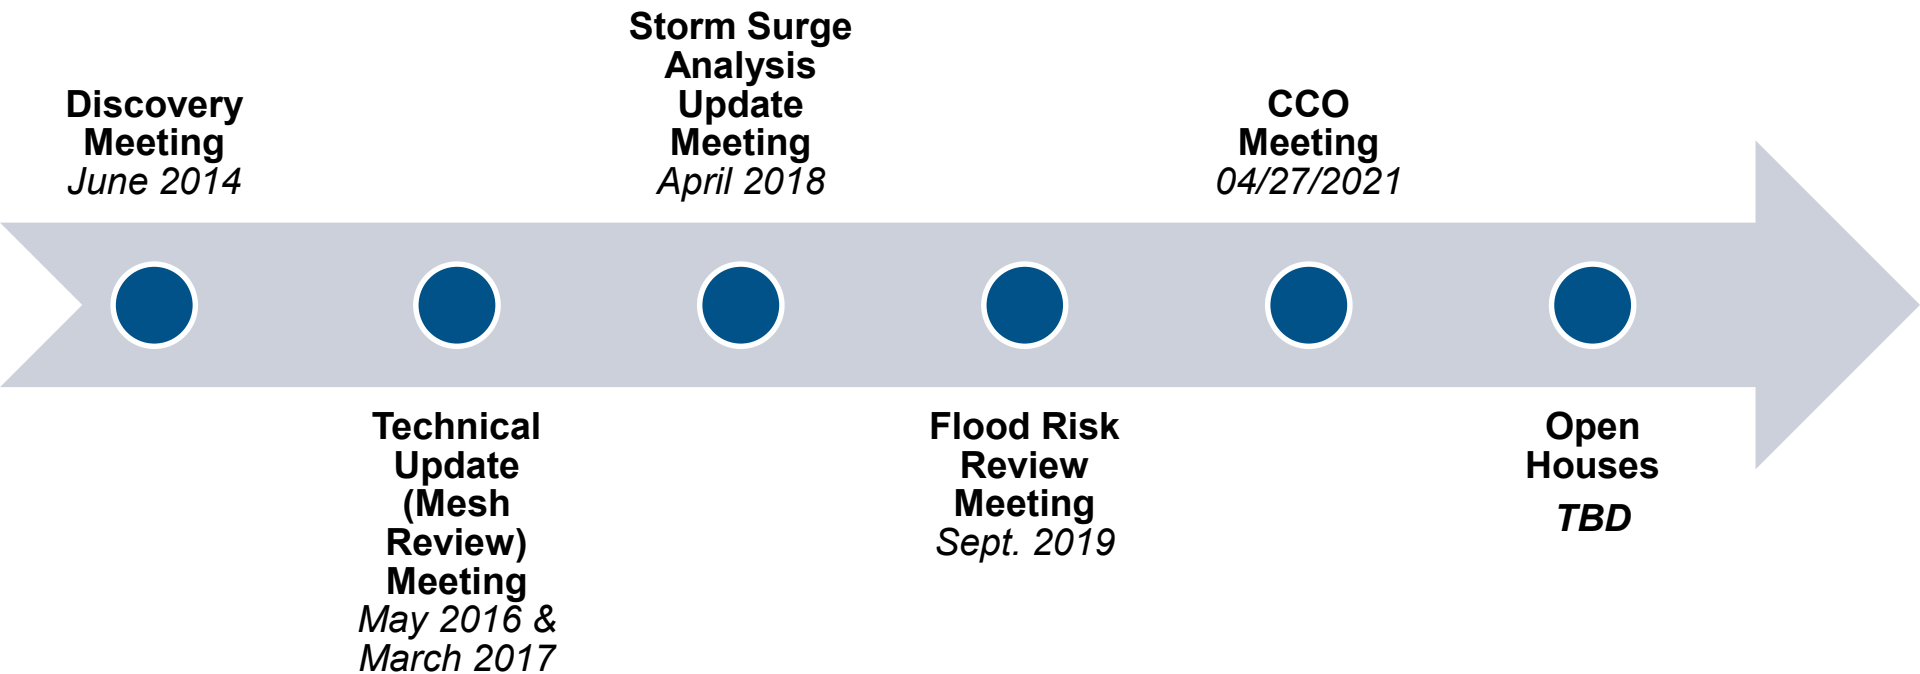 Discovery
Meeting
June 2014
Technical
Update
(Mesh
Review)
Meeting
May 2016 &
March 2017
Storm Surge
Analysis
Update
Meeting
April 2018
Flood Risk
Review
Meeting
Sept. 2019
CCO
Meeting
04/27/2021
Open
Houses
TBD